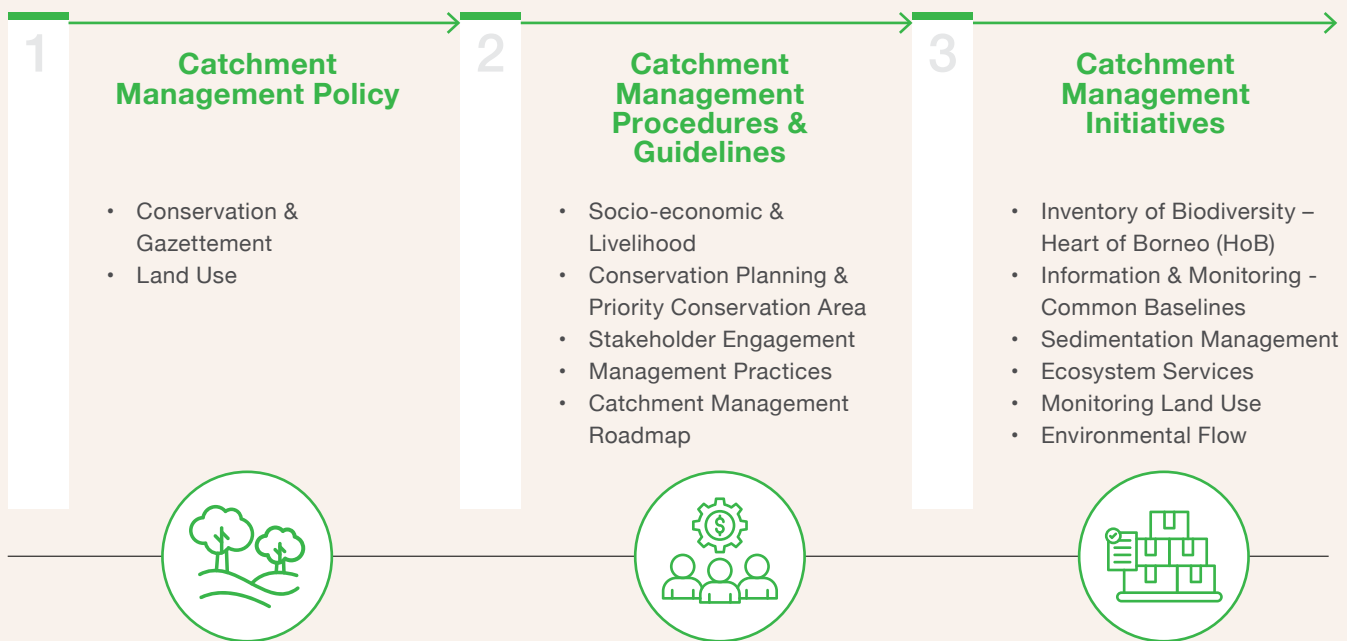 1
Catchment
Management Policy
• Conservation &
Gazettement
• Land Use
2
Catchment
Management
Procedures &
Guidelines
• Socio-economic &
Livelihood
• Conservation Planning &
Priority Conservation Area
• Stakeholder Engagement
• Management Practices
• Catchment Management
Roadmap
$
3
Catchment
Management
Initiatives
• Inventory of Biodiversity –
Heart of Borneo (HoB)
• Information & Monitoring -
Common Baselines
• Sedimentation Management
• Ecosystem Services
• Monitoring Land Use
• Environmental Flow